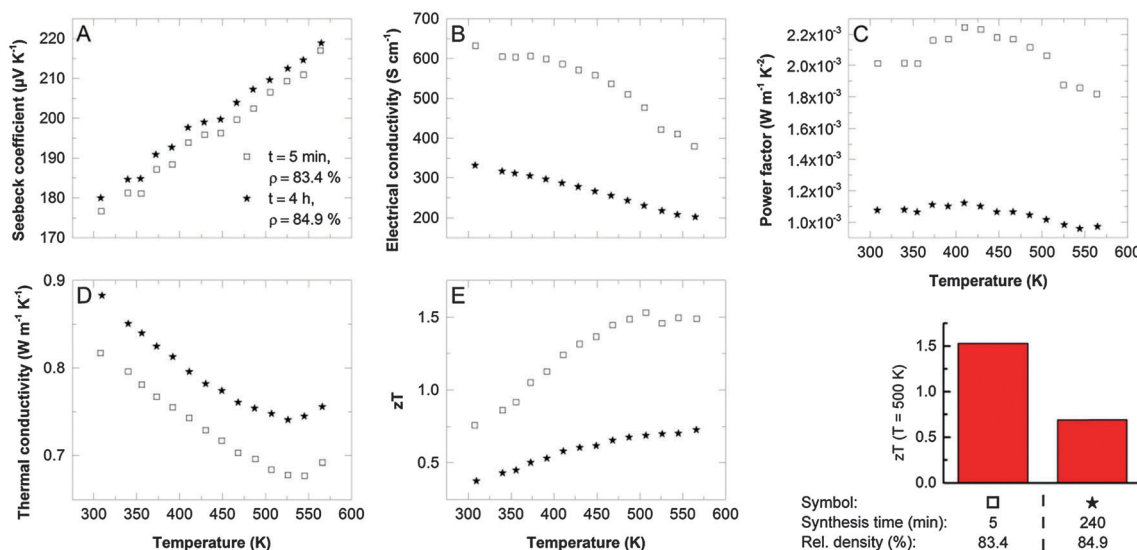 A
Seebeck coefficient (µV K⁻¹)
220
210
200
190
180
170
t = 5 min,
ρ = 83.4 %
t = 4 h,
ρ = 84.9 %
B
Electrical conductivity (S cm⁻¹)
700
600
500
400
300
200
C
Power factor (W m⁻¹ K⁻²)
2.2x10⁻³
2.0x10⁻³
1.8x10⁻³
1.6x10⁻³
1.4x10⁻³
1.2x10⁻³
1.0x10⁻³
300 350 400 450 500 550 600
Temperature (K)
D
Thermal conductivity (W m⁻¹ K⁻¹)
0.9
0.8
0.7
300 350 400 450 500 550 600
Temperature (K)
E
zT
1.5
1.0
0.5
300 350 400 450 500 550 600
Temperature (K)
zT (T = 500 K)
1.5
1.0
0.5
0.0
Symbol: □ | ★
Synthesis time (min): 5 | 240
Rel. density (%): 83.4 | 84.9